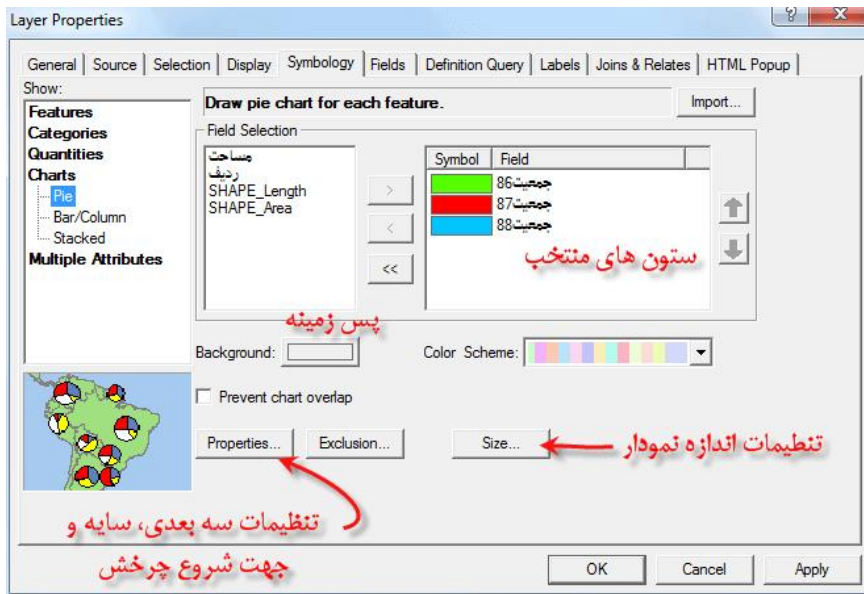 Layer Properties
General Source Selection Display Symbology Fields Definition Query Labels Joins & Relates HTML Popup
Show:
Features
Categories
Quantities
Charts
Pie
Bar/Column
Stacked
Multiple Attributes
Draw pie chart for each feature.
Import...
Field Selection
مساحت
ردیف
SHAPE_Length
SHAPE_Area
>
<
<<
Symbol Field
جمعیت86
جمعیت87
جمعیت88
ستون های منتخب
پس زمینه
Background:
Color Scheme:
Prevent chart overlap
Properties... Exclusion... Size...
تنطیمات اندازه نمودار
تنظیمات سه بعدی، سایه و
جهت شروع چرخش
OK Cancel Apply